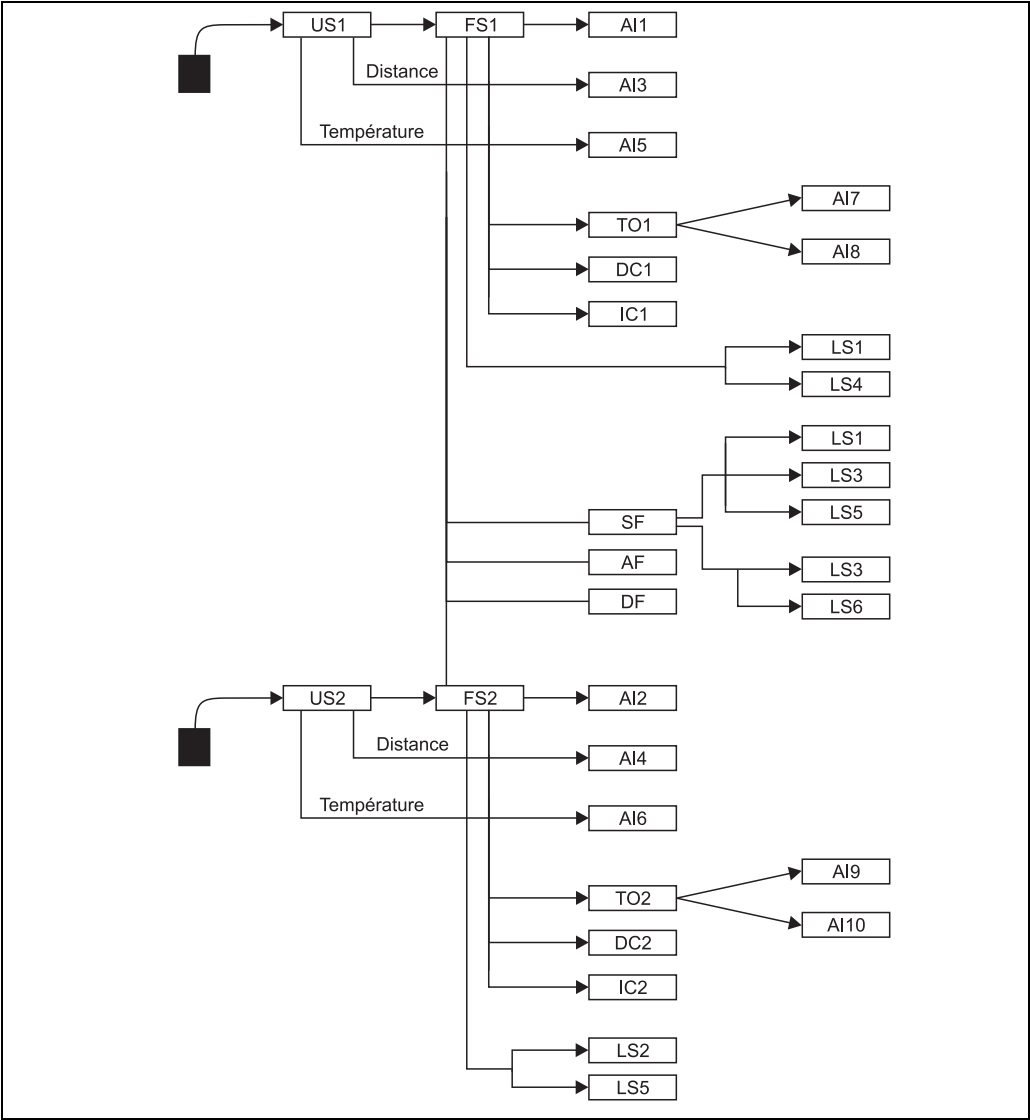 US1 FS1 AI1
Distance AI3
Température AI5
AI7
TO1
AI8
DC1
IC1
LS1
LS4
LS1
LS3
LS5
SF
AF
LS3
DF
LS6
US2 FS2 AI2
Distance AI4
Température AI6
AI9
TO2
AI10
DC2
IC2
LS2
LS5